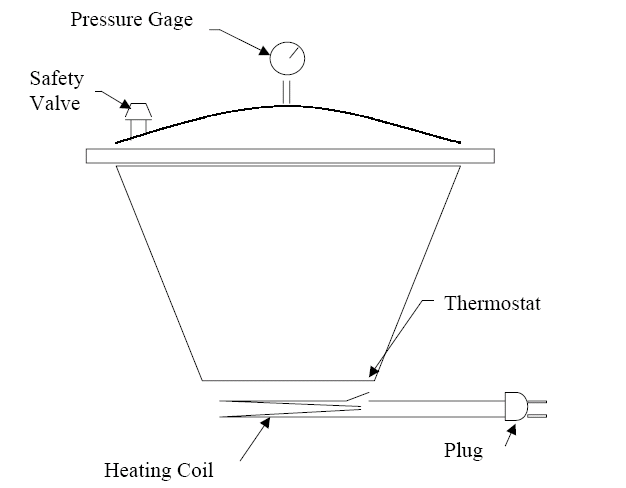 Pressure Gage
Safety
Valve
Thermostat
Plug
Heating Coil